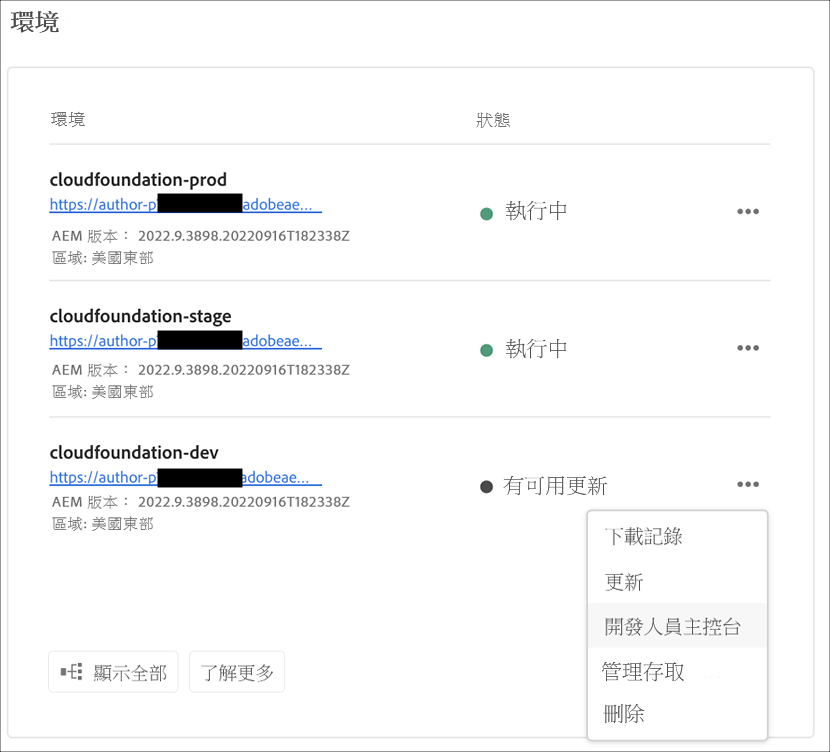 環境
環境 狀態
cloudfoundation-prod
https://author-p adobeae...
執行中
AEM 版本： 2022.9.3898.20220916T182338Z
區域: 美國東部
cloudfoundation-stage
https://author-p adobeae...
執行中
AEM 版本： 2022.9.3898.20220916T182338Z
區域: 美國東部
cloudfoundation-dev
https://author-p adobeae...
有可用更新
AEM 版本： 2022.9.3898.20220916T182338Z
區域: 美國東部
下載記錄
更新
開發人員主控台
管理存取
刪除
顯示全部 了解更多